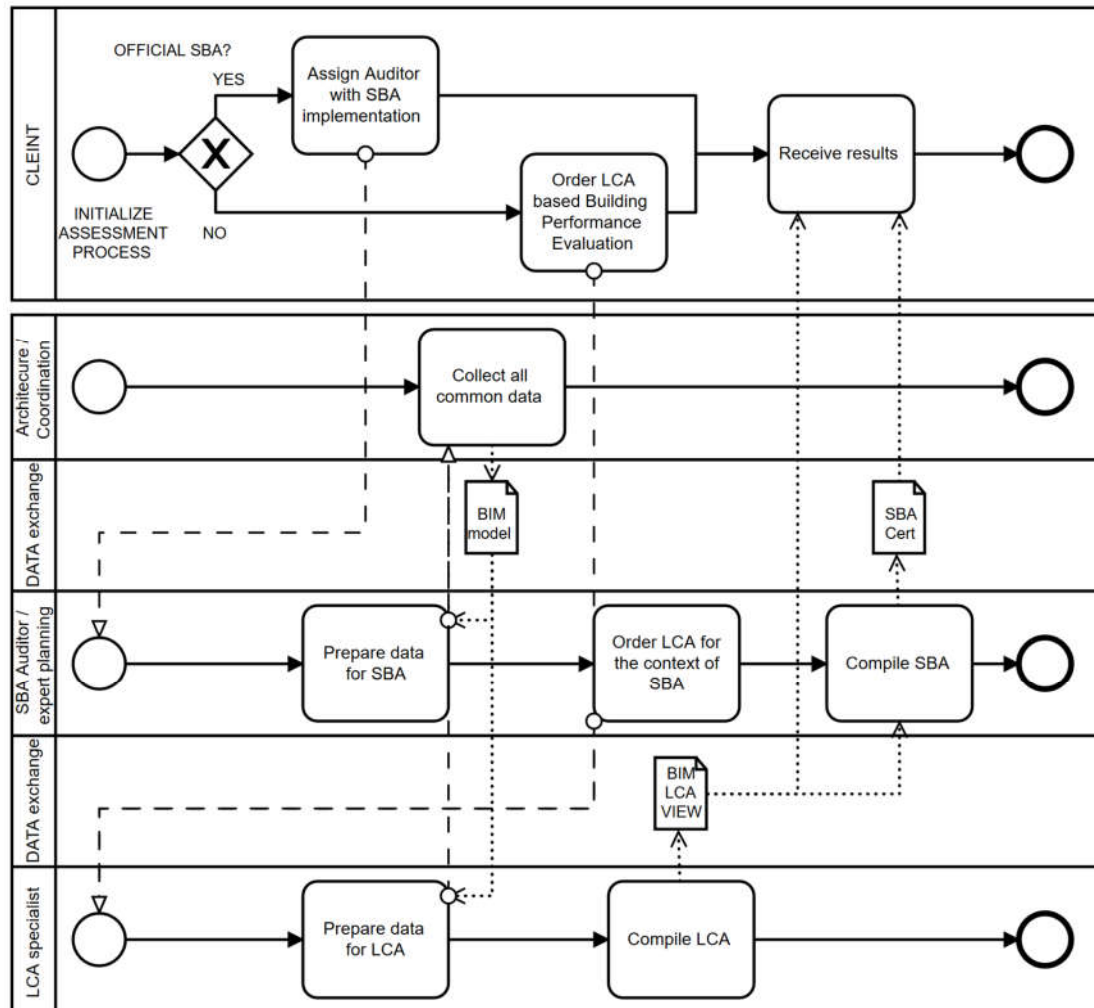 CLEINT
OFFICIAL SBA?
YES
NO
INITIALIZE
ASSESSMENT
PROCESS
Assign Auditor
with SBA
implementation
Order LCA
based Building
Performance
Evaluation
Receive results
Architecure /
Coordination
Collect all
common data
DATA exchange
BIM
model
SBA
Cert
SBA Auditor /
expert planning
Prepare data
for SBA
Order LCA for
the context of
SBA
Compile SBA
DATA exchange
BIM
LCA
VIEW
LCA specialist
Prepare data
for LCA
Compile LCA